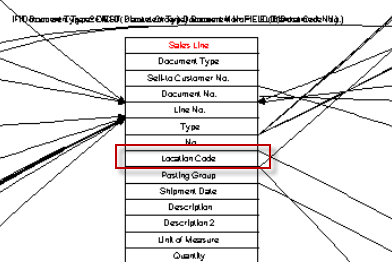 Sales Line
Document Type
Sell-to Customer No.
Document No.
Line No.
Type
No.
Location Code
Posting Group
Shipment Date
Description
Description 2
Unit of Measure
Quantity